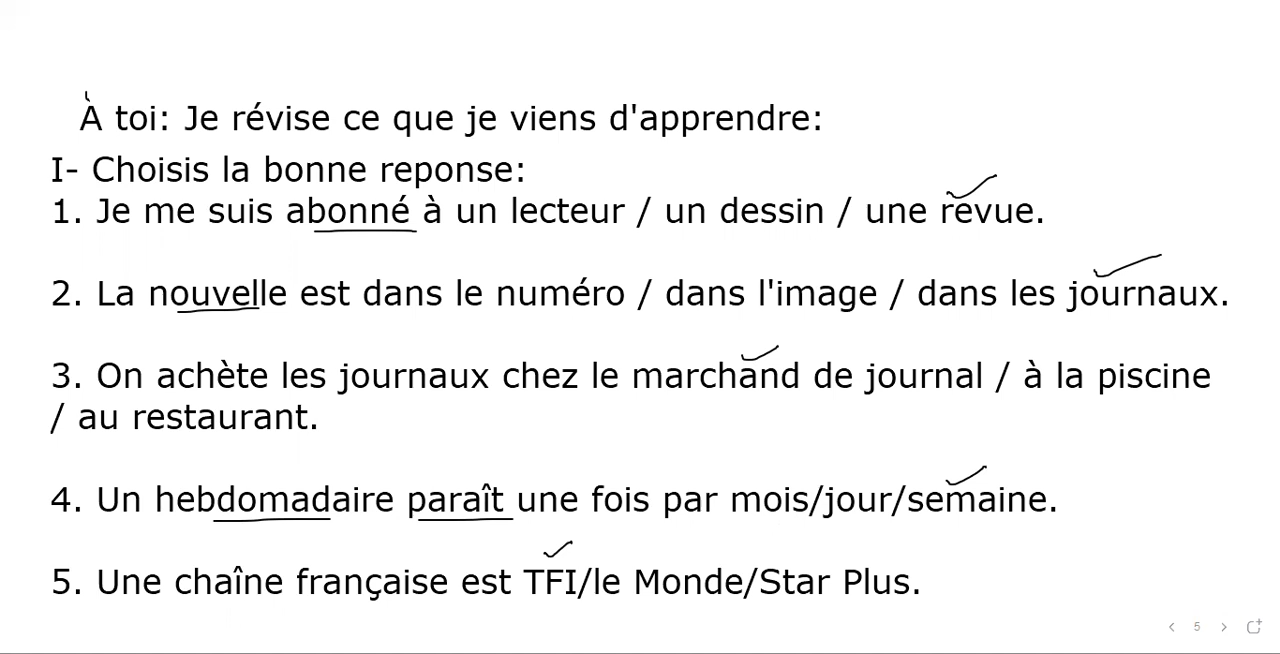 À toi: Je révise ce que je viens d'apprendre:
I- Choisis la bonne reponse:
1. Je me suis abonné à un lecteur / un dessin / une revue.
2. La nouvelle est dans le numéro / dans l'image / dans les journaux.
3. On achète les journaux chez le marchand de journal / à la piscine
/ au restaurant.
4. Un hebdomadaire paraît une fois par mois/jour/semaine.
5. Une chaîne française est TFI/le Monde/Star Plus.
5